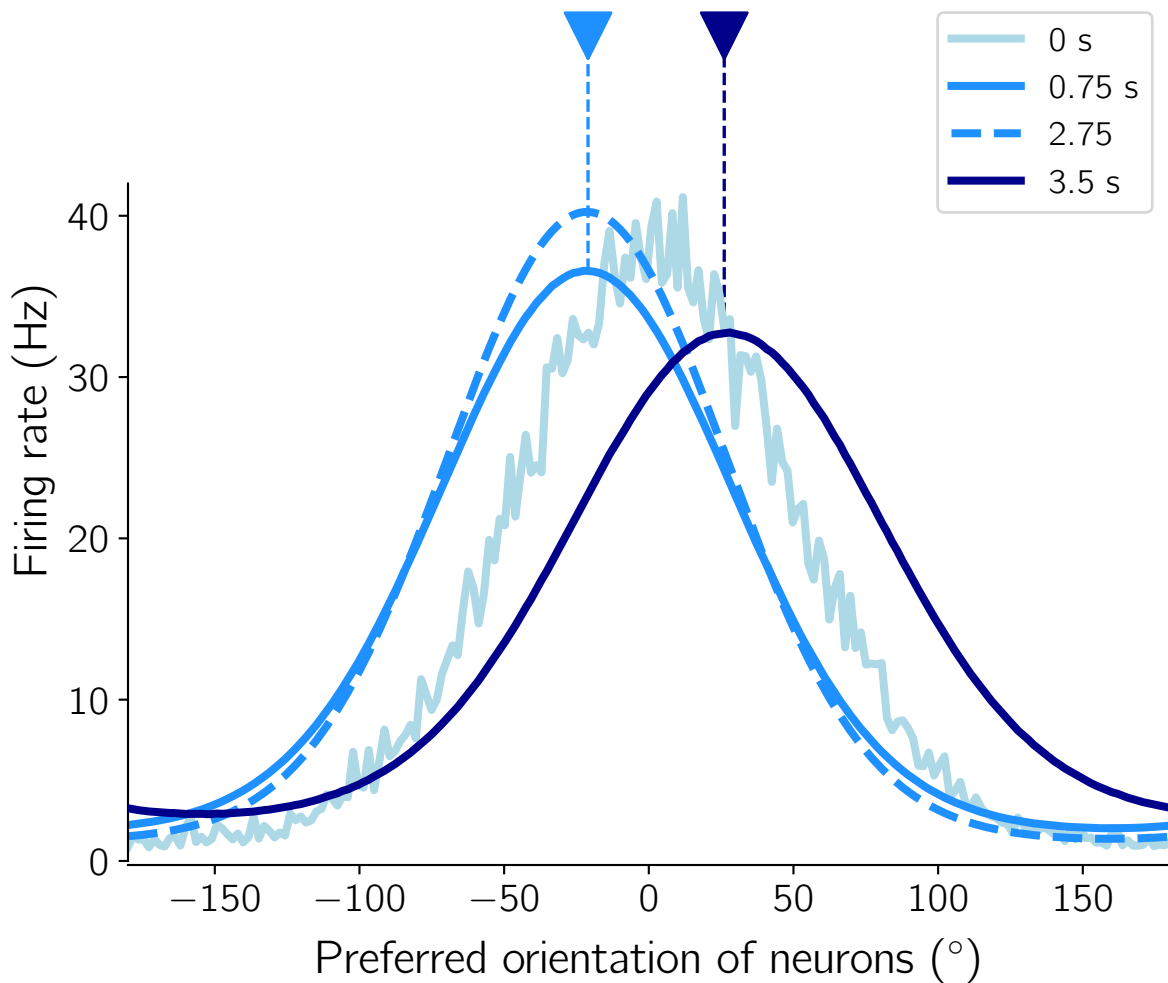 0 s
0.75 s
2.75
3.5 s
40
30
20
10
0
Firing rate (Hz)
−150 −100 −50 0 50 100 150
Preferred orientation of neurons (°)